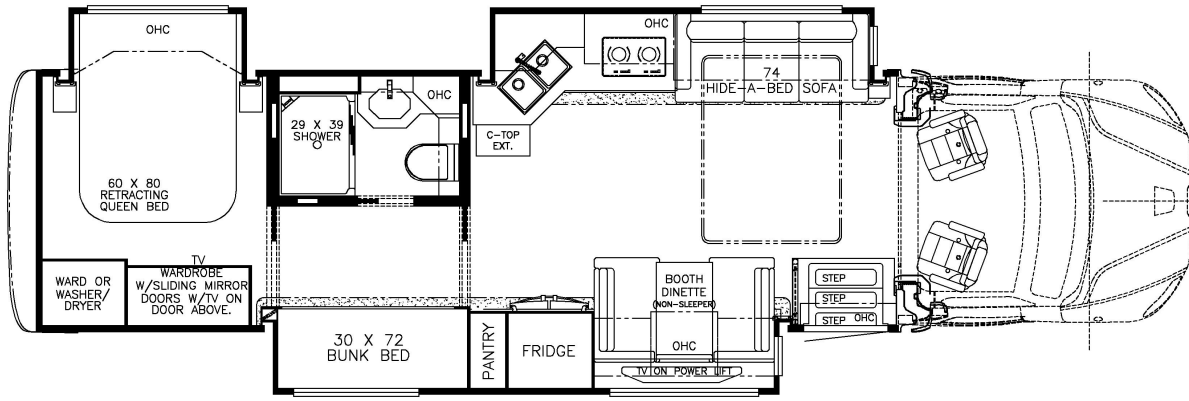 OHC
60 X 80
RETRACTING
QUEEN BED
WARD OR
WASHER/
DRYER
TV
WARDROBE
W/SLIDING MIRROR
DOORS W/TV ON
DOOR ABOVE.
29 X 39
SHOWER
OHC
C-TOP
EXT.
OHC
74
HIDE-A-BED SOFA
30 X 72
BUNK BED
PANTRY
FRIDGE
BOOTH
DINETTE
(NON-SLEEPER)
OHC
TV ON POWER LIFT
STEP
STEP
STEP
OHC